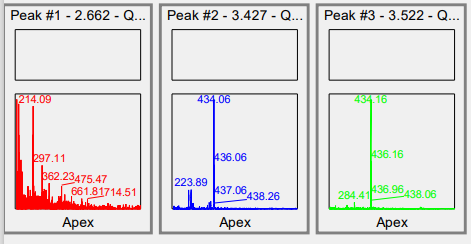 Peak #1 - 2.662 - Q...
214.09
297.11
362.23
475.47
661.81
714.51
Apex
Peak #2 - 3.427 - Q...
434.06
436.06
223.89
437.06
438.26
Apex
Peak #3 - 3.522 - Q...
434.16
436.16
284.41
436.96
438.06
Apex